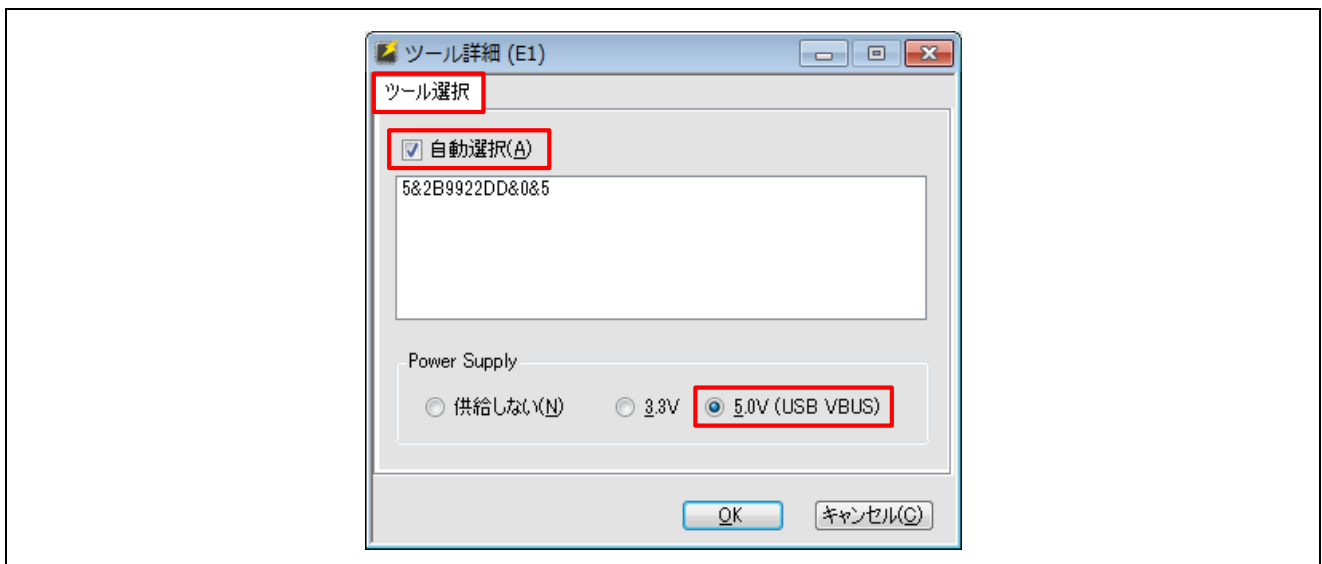 ツール詳細 (E1)
ツール選択
自動選択(A)
5&2B9922DD&0&5
Power Supply
供給しない(N) 3.3V 5.0V (USB VBUS)
OK キャンセル(C)